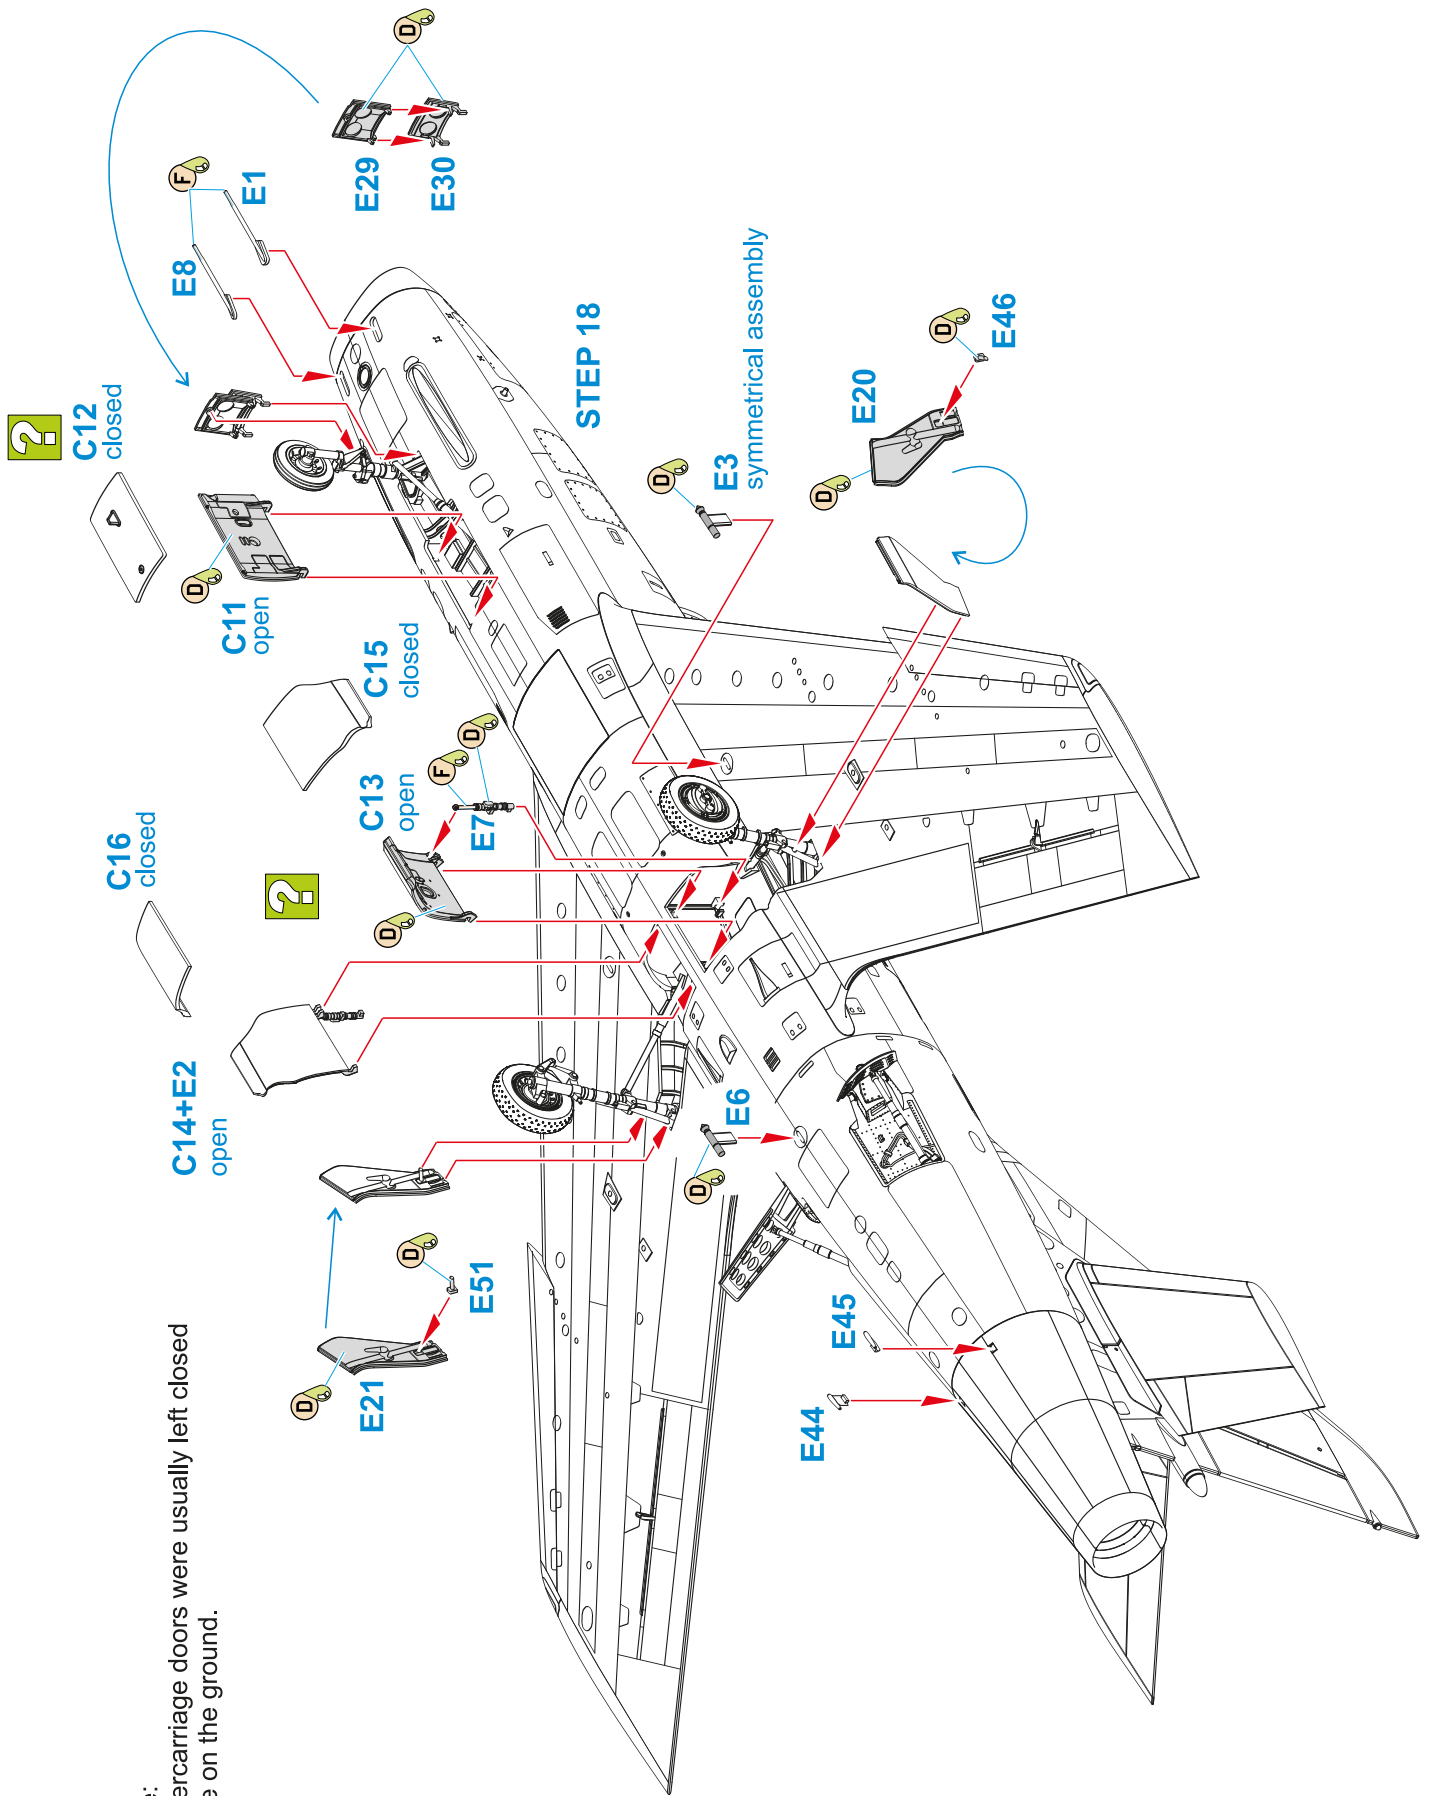 ?
C12
closed
C16
closed
e:
ercarriage doors were usually left closed
e on the ground.
C14+E2
open
F
E8
E1
D
C11
open
?
D
E21
C15
closed
C13
open
D
F
D
E7
D
E51
D
E29
E30
STEP 18
D
E3
symmetrical assembly
D
E6
E44
E45
D
E20
D
E46